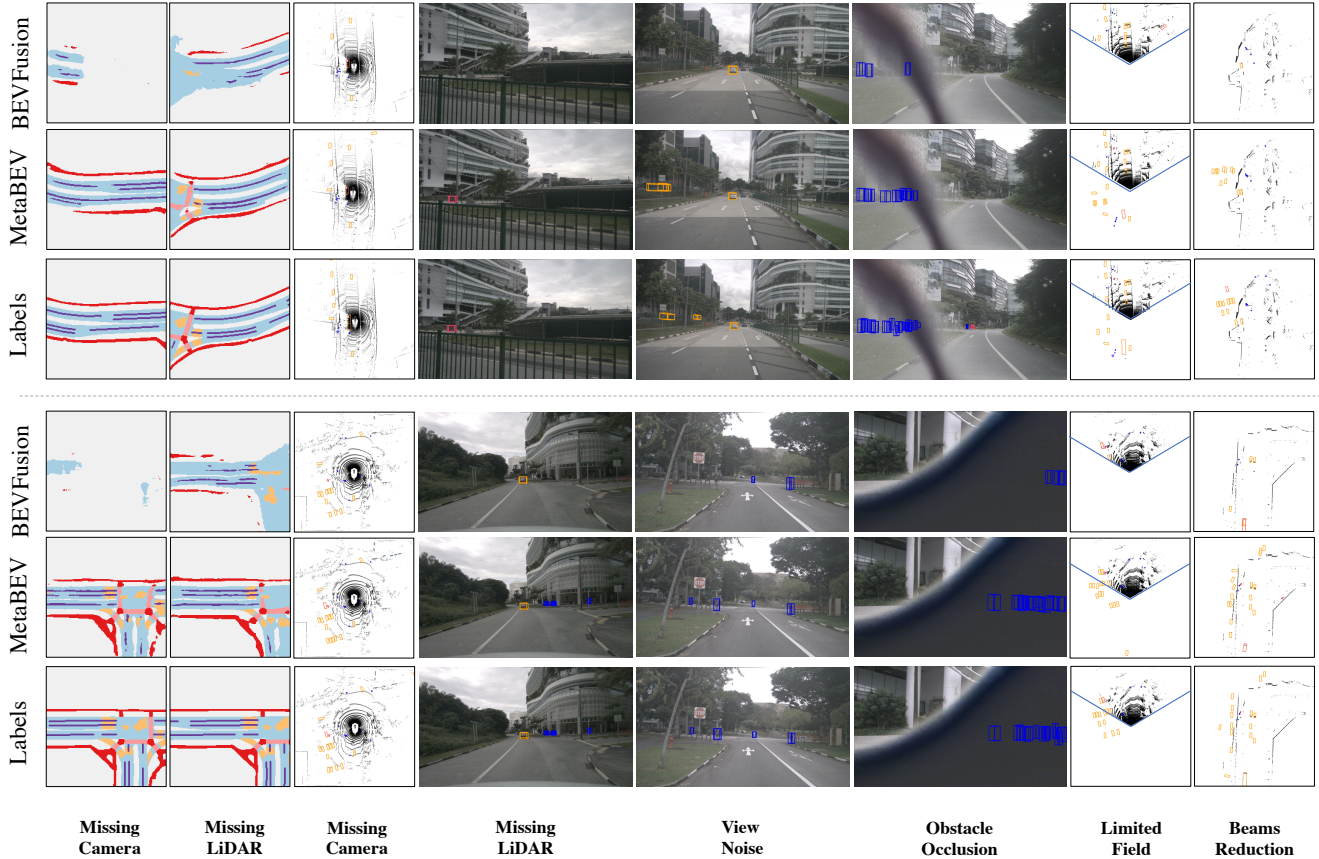 BEVFusion
MetaBEV
Labels
BEVFusion
MetaBEV
Labels
Missing
Camera
Missing
LiDAR
Missing
Camera
Missing
LiDAR
View
Noise
Obstacle
Occlusion
Limited
Field
Beams
Reduction